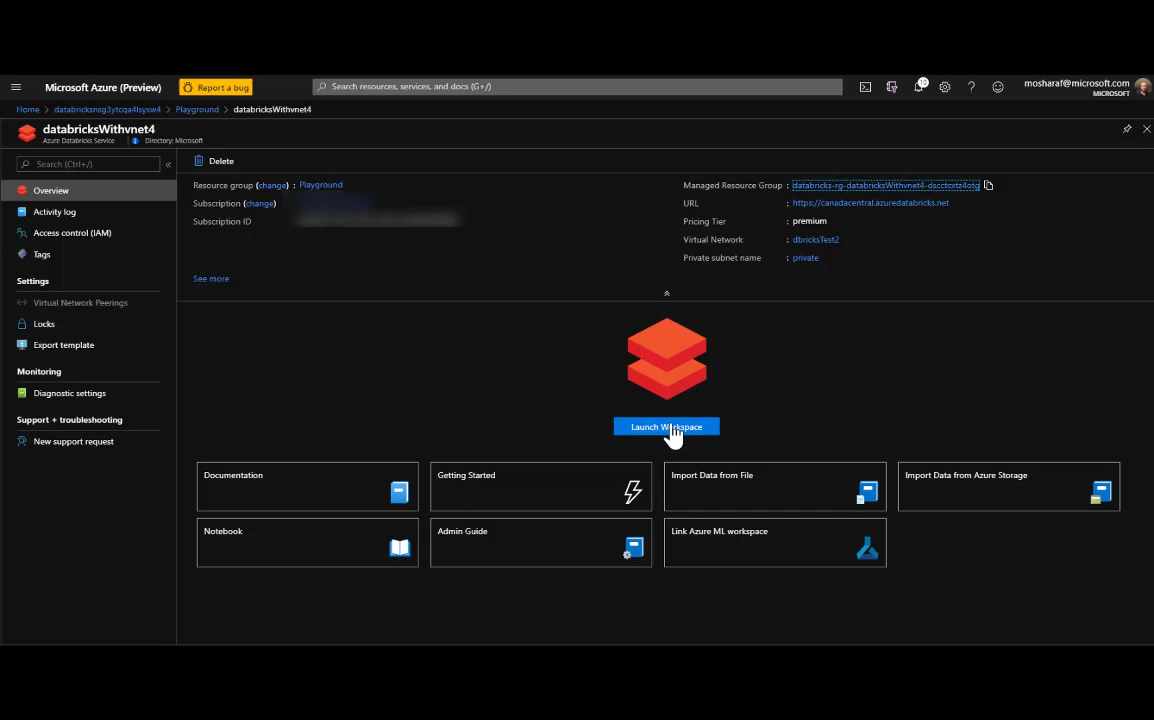 Microsoft Azure (Preview)
Report a bug
Search resources, services, and docs (G+/)
10
mosharaf@microsoft.com
MICROSOFT
Home > databricksnsg3ytcqa4lsyxw4 > Playground > databricksWithvnet4
databricksWithvnet4
Azure Databricks Service
Directory: Microsoft
Search (Ctrl+/)
Delete
Overview
Activity log
Access control (IAM)
Tags
Settings
Virtual Network Peerings
Locks
Export template
Monitoring
Diagnostic settings
Support + troubleshooting
New support request
Resource group (change) : Playground
Subscription (change) :
Subscription ID :
See more
Managed Resource Group : databricks-rg-databricksWithvnet4-dscctcxtz4otg
URL : https://canadacentral.azuredatabricks.net
Pricing Tier : premium
Virtual Network : dbricksTest2
Private subnet name : private
Launch Workspace
Documentation
Getting Started
Import Data from File
Import Data from Azure Storage
Notebook
Admin Guide
Link Azure ML workspace